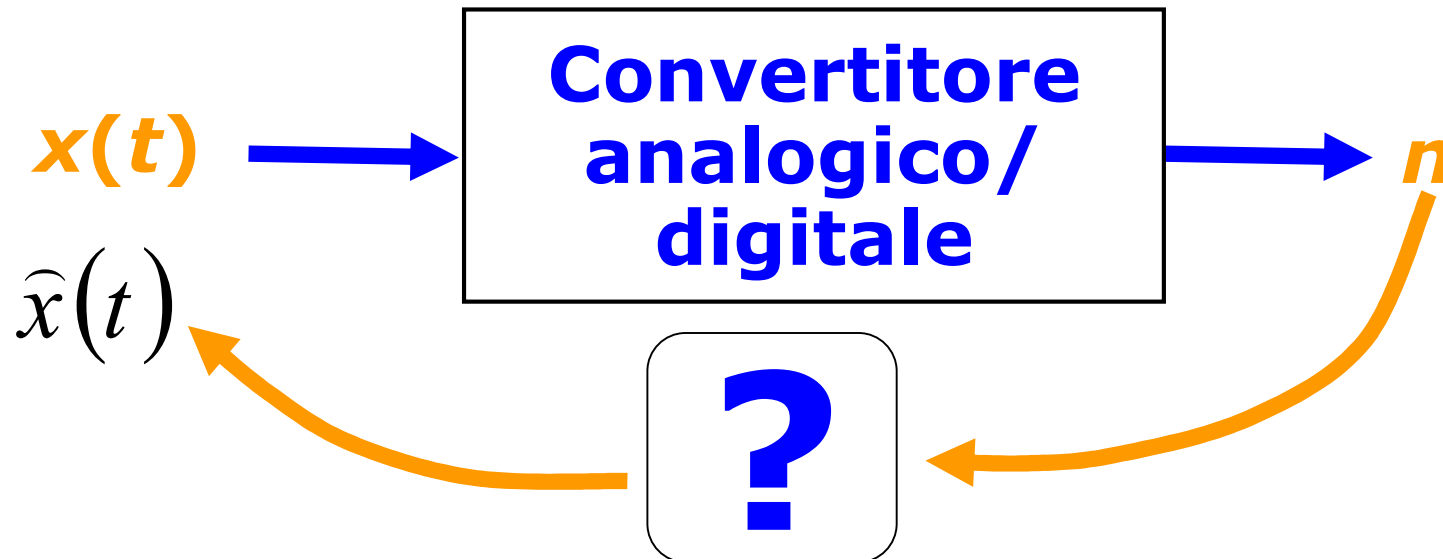 x(t)
Convertitore
analogico/
digitale
n
x̂(t)
?